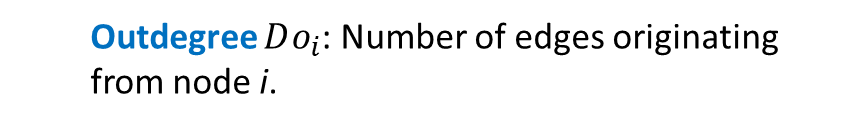 Outdegree Doᵢ: Number of edges originating
from node i.